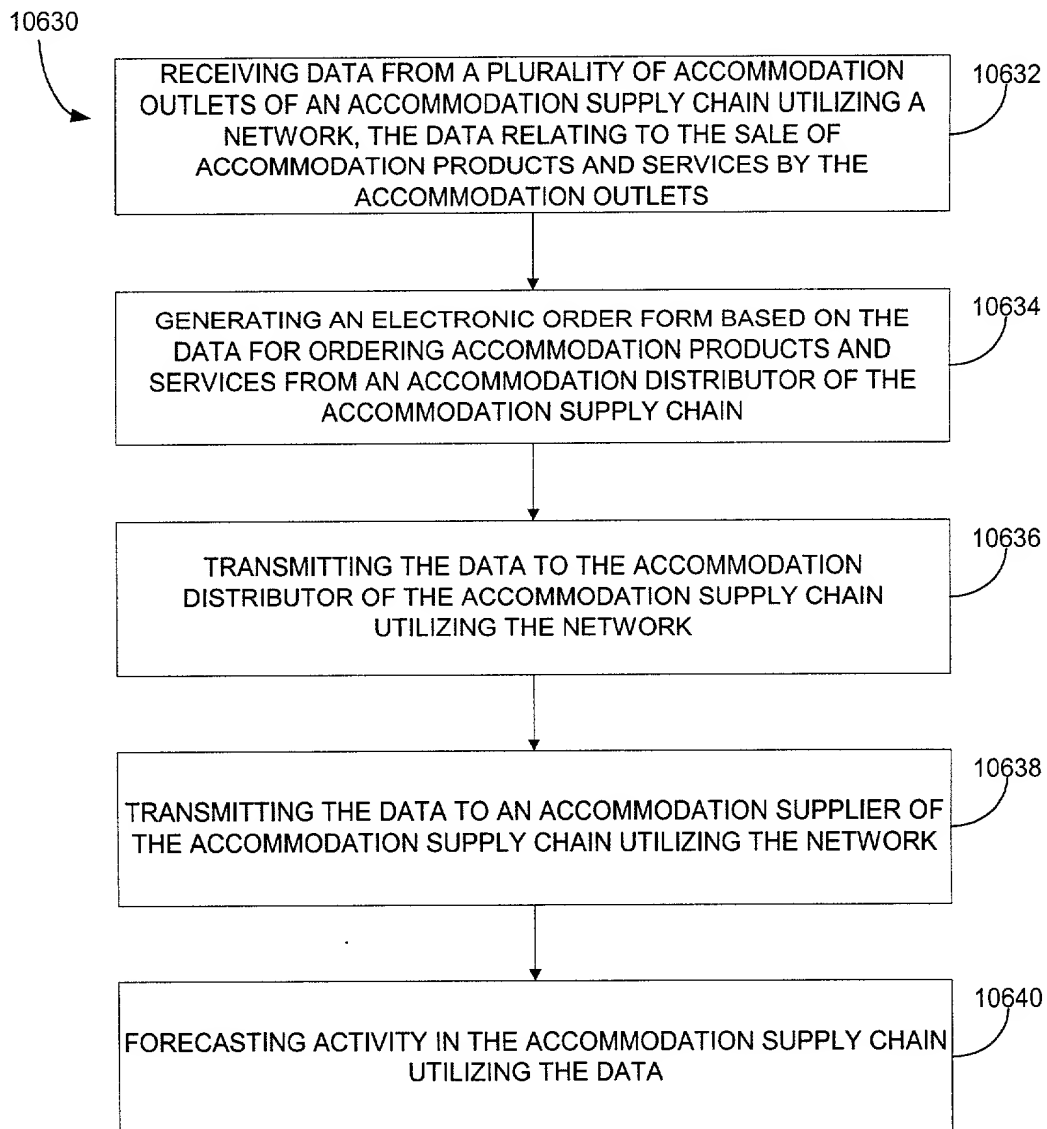 10630
RECEIVING DATA FROM A PLURALITY OF ACCOMMODATION
OUTLETS OF AN ACCOMMODATION SUPPLY CHAIN UTILIZING A
NETWORK, THE DATA RELATING TO THE SALE OF
ACCOMMODATION PRODUCTS AND SERVICES BY THE
ACCOMMODATION OUTLETS
10632
GENERATING AN ELECTRONIC ORDER FORM BASED ON THE
DATA FOR ORDERING ACCOMMODATION PRODUCTS AND
SERVICES FROM AN ACCOMMODATION DISTRIBUTOR OF THE
ACCOMMODATION SUPPLY CHAIN
10634
TRANSMITTING THE DATA TO THE ACCOMMODATION
DISTRIBUTOR OF THE ACCOMMODATION SUPPLY CHAIN
UTILIZING THE NETWORK
10636
TRANSMITTING THE DATA TO AN ACCOMMODATION SUPPLIER OF
THE ACCOMMODATION SUPPLY CHAIN UTILIZING THE NETWORK
10638
FORECASTING ACTIVITY IN THE ACCOMMODATION SUPPLY CHAIN
UTILIZING THE DATA
10640